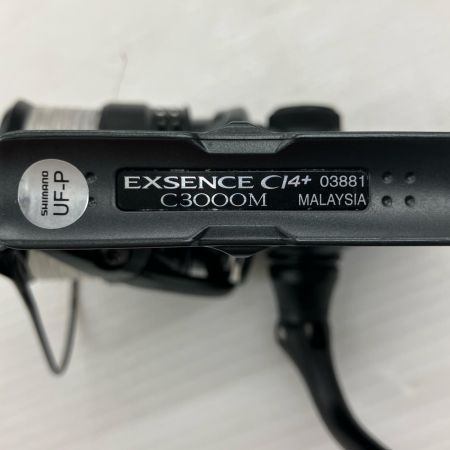 SHIMANO
UF-P
EXSENCE CI4+ 03881
C3000M MALAYSIA